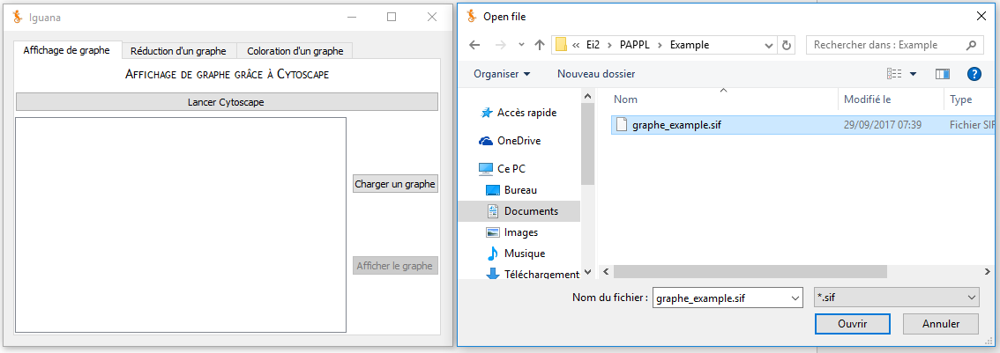 Iguana
Affichage de graphe
Réduction d'un graphe
Coloration d'un graphe
Affichage de graphe grâce à Cytoscape
Lancer Cytoscape
Charger un graphe
Afficher le graphe
Open file
« Ei2 > PAPPL > Example
Rechercher dans : Example
Organiser
Nouveau dossier
Nom
Modifié le
Type
Accès rapide
OneDrive
Ce PC
Bureau
Documents
Images
Musique
Téléchargement
graphe_example.sif
29/09/2017 07:39
Fichier SIF
Nom du fichier :
graphe_example.sif
*.sif
Ouvrir
Annuler